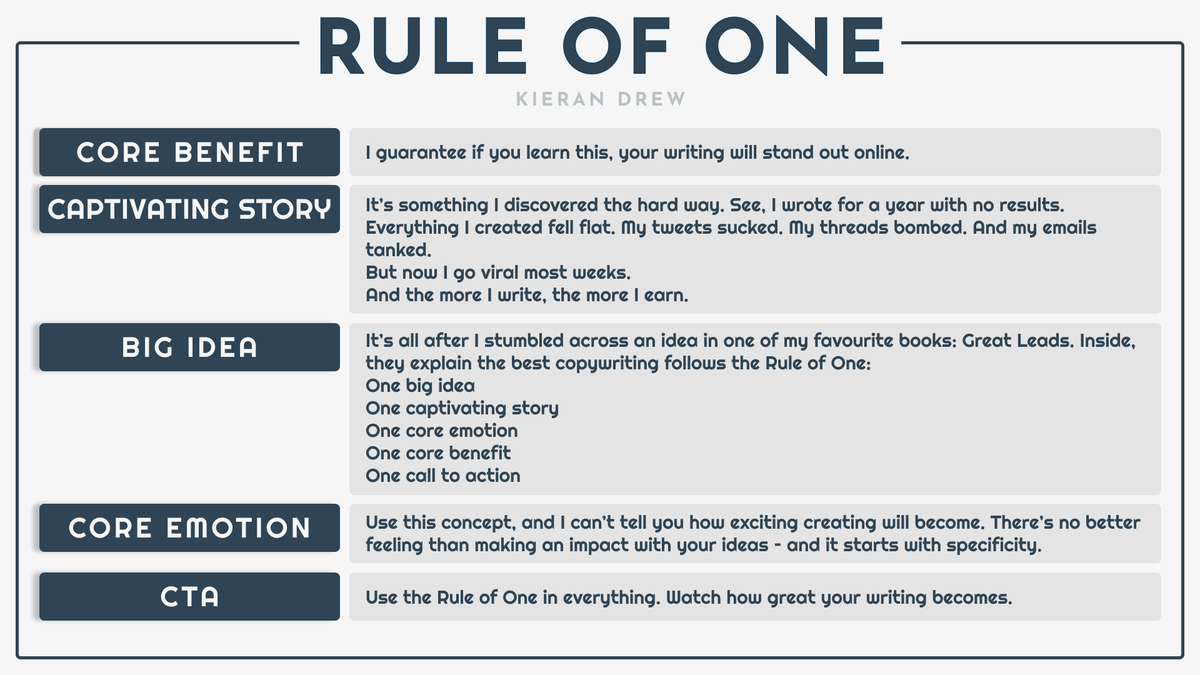 RULE OF ONE
KIERAN DREW
CORE BENEFIT
I guarantee if you learn this, your writing will stand out online.
CAPTIVATING STORY
It's something I discovered the hard way. See, I wrote for a year with no results.
Everything I created fell flat. My tweets sucked. My threads bombed. And my emails
tanked.
But now I go viral most weeks.
And the more I write, the more I earn.
BIG IDEA
It's all after I stumbled across an idea in one of my favourite books: Great Leads. Inside,
they explain the best copywriting follows the Rule of One:
One big idea
One captivating story
One core emotion
One core benefit
One call to action
CORE EMOTION
Use this concept, and I can't tell you how exciting creating will become. There's no better
feeling than making an impact with your ideas - and it starts with specificity.
CTA
Use the Rule of One in everything. Watch how great your writing becomes.